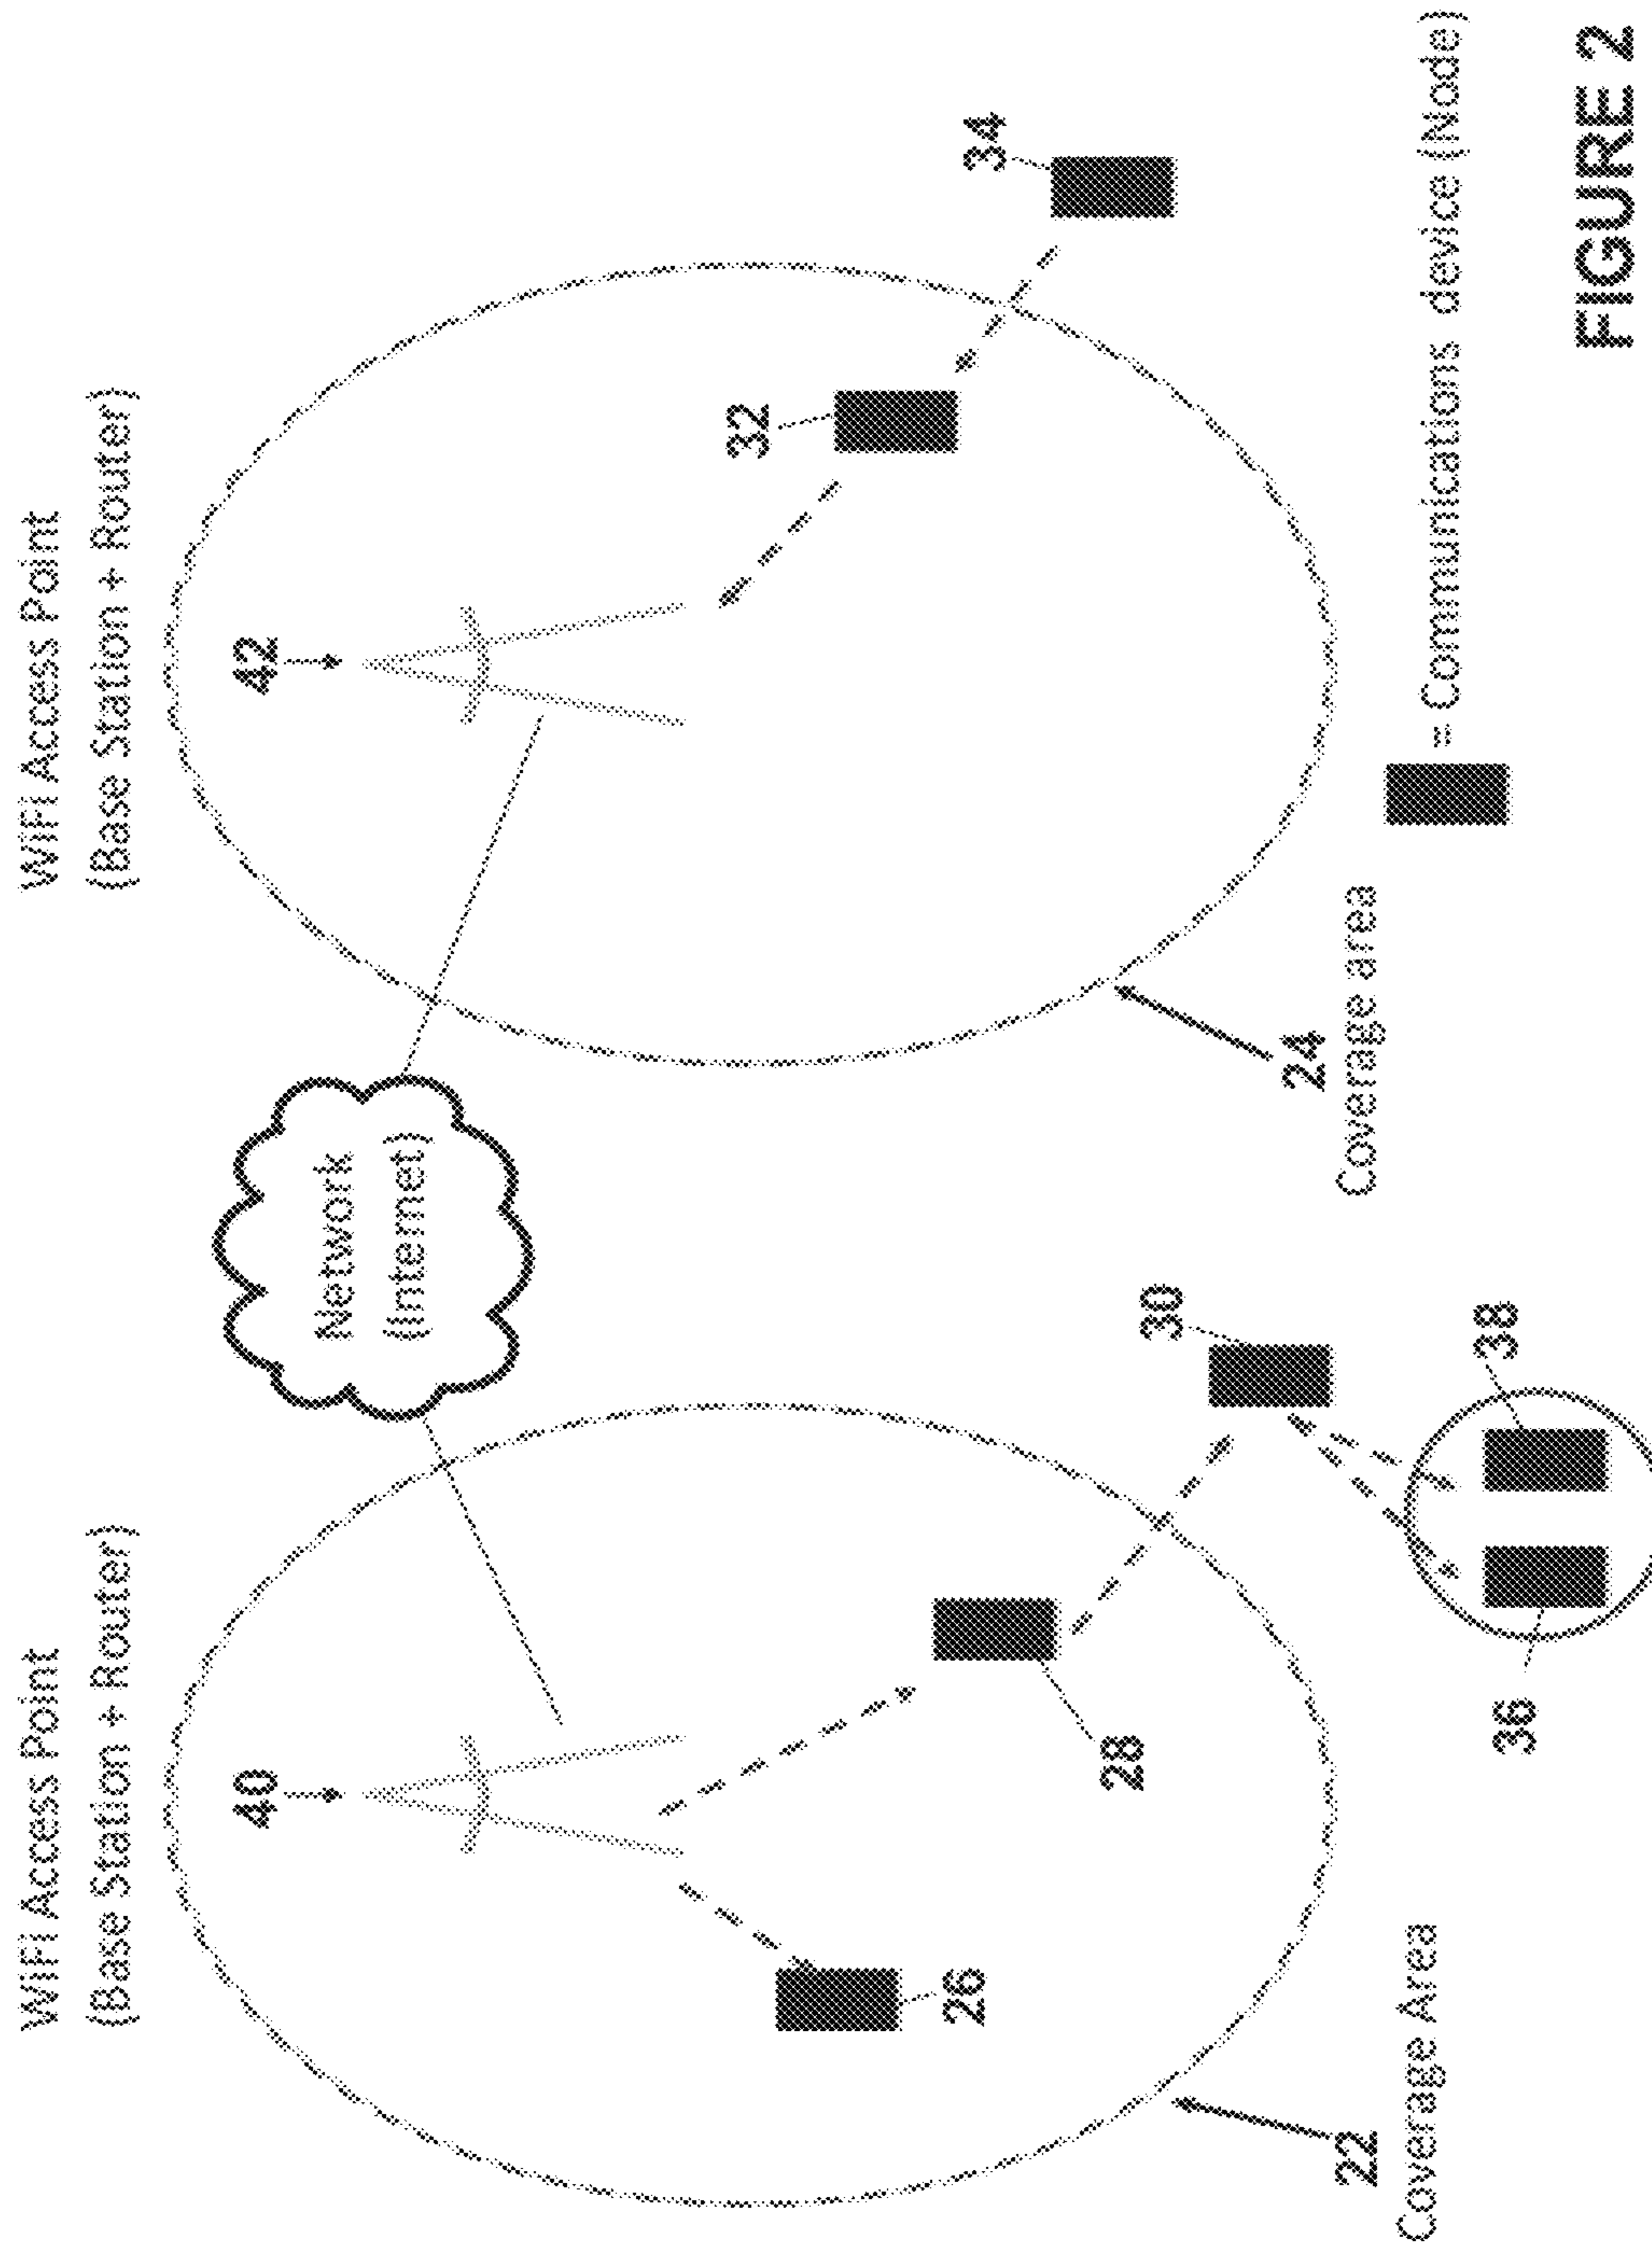 WiFi Access Point
(Base Station + Router)
WiFi Access Point
(Base Station + Router)
40
42
Network
(Internet)
32
34
26
28
30
22
Coverage Area
24
Coverage area
36
38
= Communications device (Node)
FIGURE 2